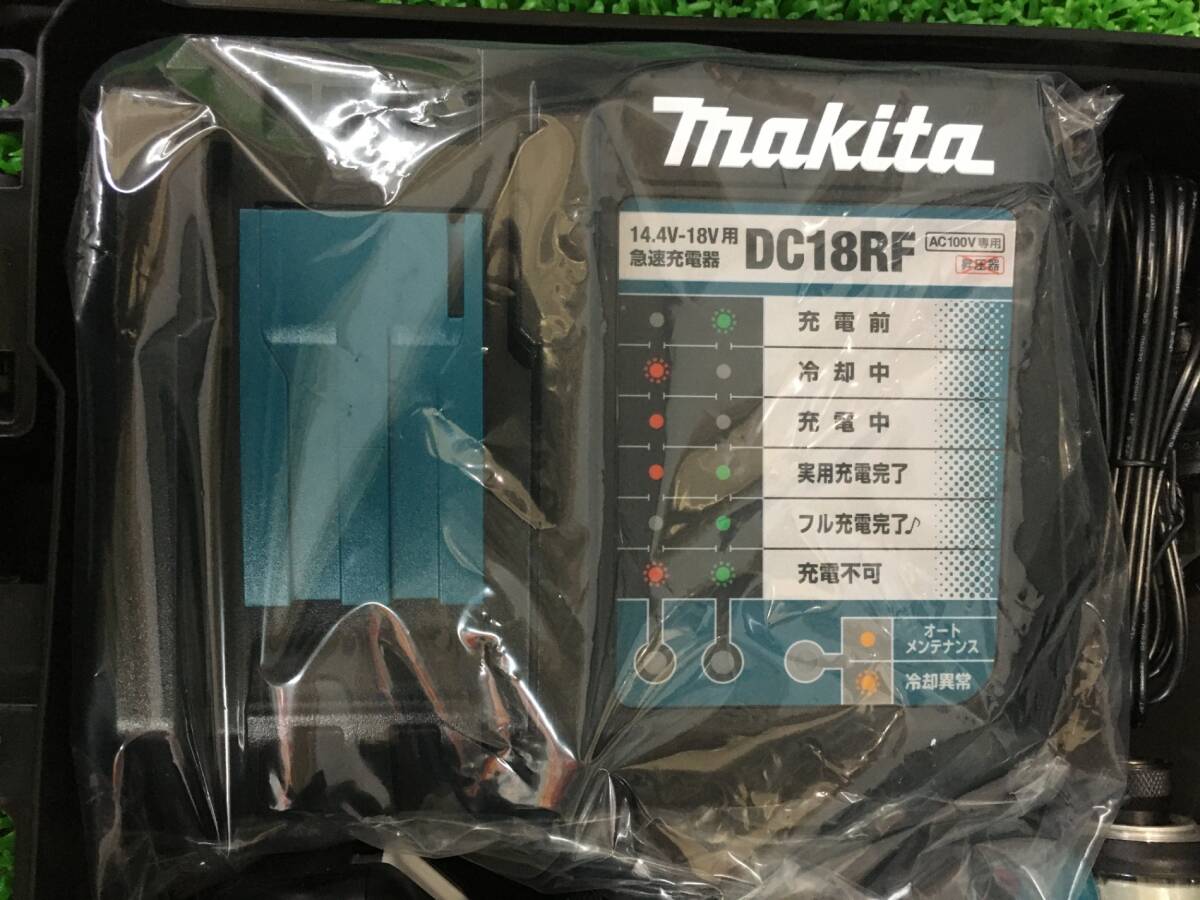 makita
14.4V-18V用
急速充電器
DC18RF
AC100V専用
昇圧器
充電前
冷却中
充電中
実用充電完了
フル充電完了♪
充電不可
オート
メンテナンス
冷却異常